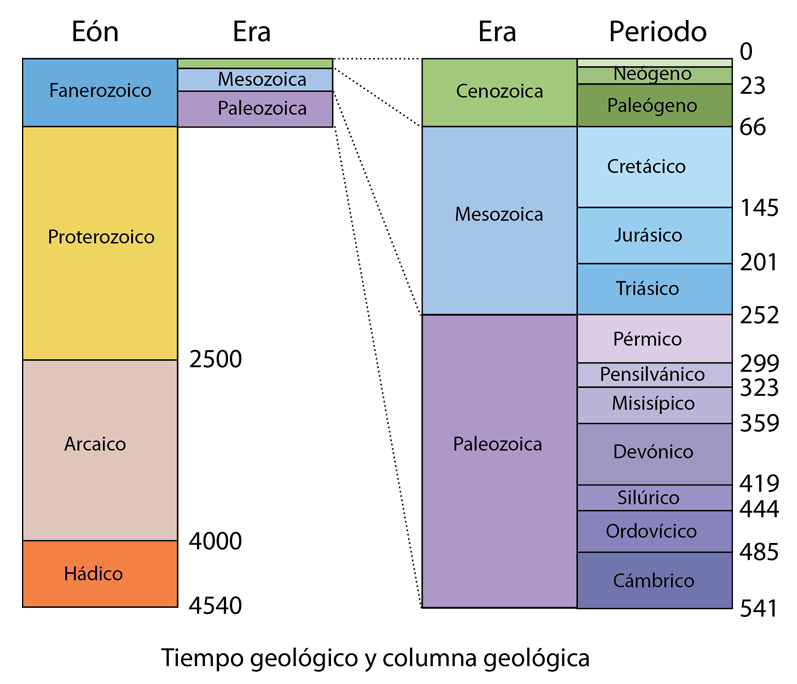 Eón
Era
Era
Periodo
Fanerozoico
Mesozoica
Paleozoica
Proterozoico
2500
Arcaico
4000
Hádico
4540
Cenozoica
Mesozoica
Paleozoica
0
Neógeno
23
Paleógeno
66
Cretácico
145
Jurásico
201
Triásico
252
Pérmico
299
Pensilvánico
323
Misisípico
359
Devónico
419
Silúrico
444
Ordovícico
485
Cámbrico
541
Tiempo geológico y columna geológica